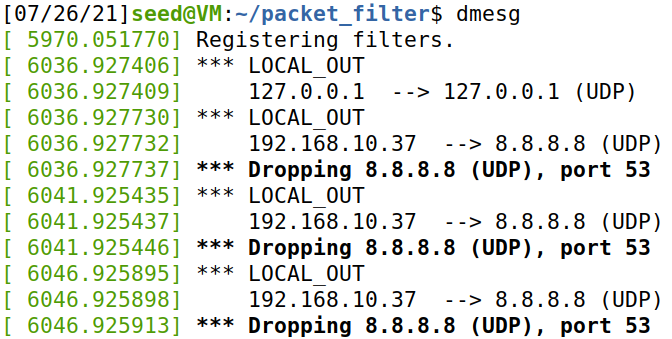 [07/26/21]seed@VM:~/packet_filter$ dmesg
[ 5970.051770] Registering filters.
[ 6036.927406] *** LOCAL_OUT
[ 6036.927409]     127.0.0.1  --> 127.0.0.1 (UDP)
[ 6036.927730] *** LOCAL_OUT
[ 6036.927732]     192.168.10.37  --> 8.8.8.8 (UDP)
[ 6036.927737] *** Dropping 8.8.8.8 (UDP), port 53
[ 6041.925435] *** LOCAL_OUT
[ 6041.925437]     192.168.10.37  --> 8.8.8.8 (UDP)
[ 6041.925446] *** Dropping 8.8.8.8 (UDP), port 53
[ 6046.925895] *** LOCAL_OUT
[ 6046.925898]     192.168.10.37  --> 8.8.8.8 (UDP)
[ 6046.925913] *** Dropping 8.8.8.8 (UDP), port 53